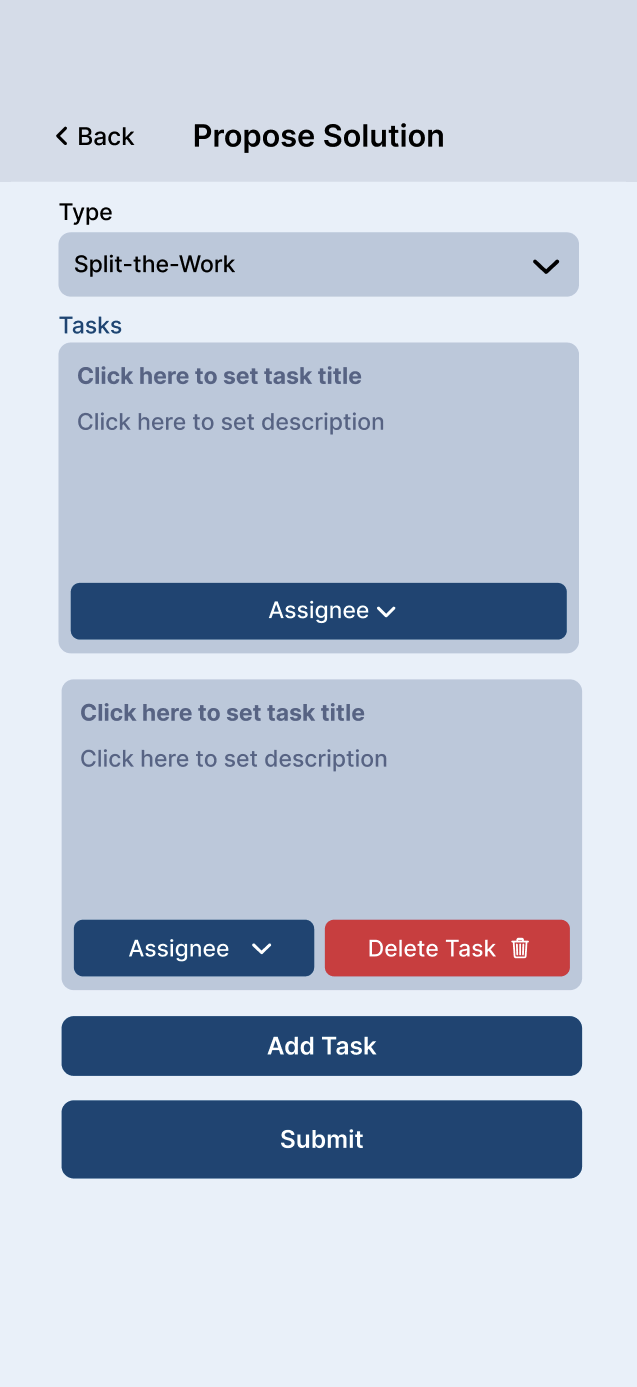 Back Propose Solution
Type
Split-the-Work
Tasks
Click here to set task title
Click here to set description
Assignee
Click here to set task title
Click here to set description
Assignee Delete Task
Add Task
Submit